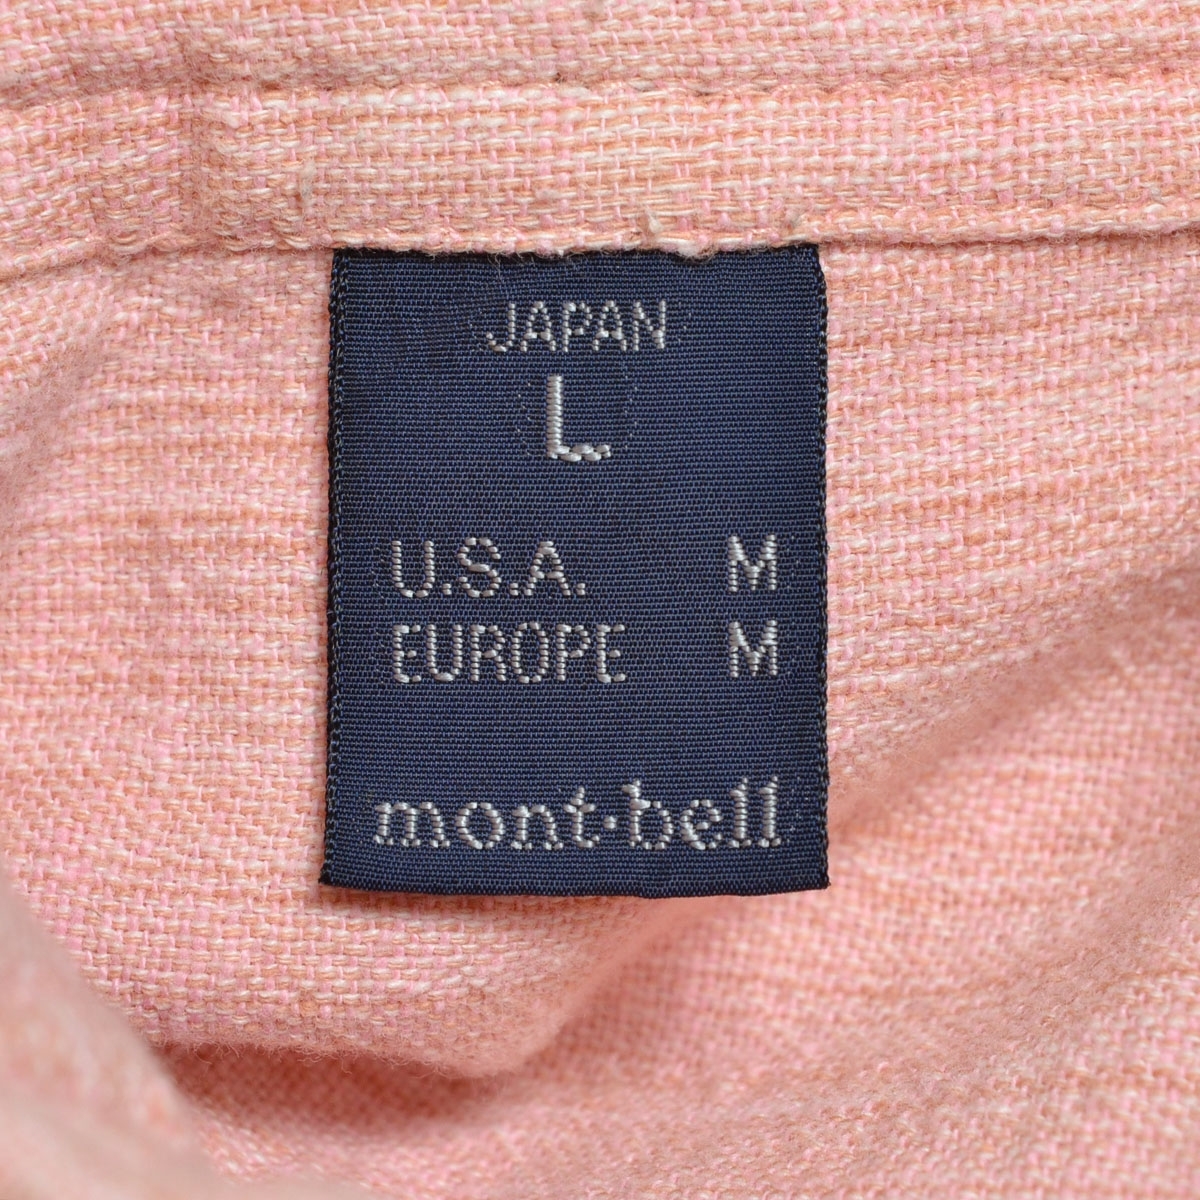 JAPAN
L
U.S.A. M
EUROPE M
mont·bell